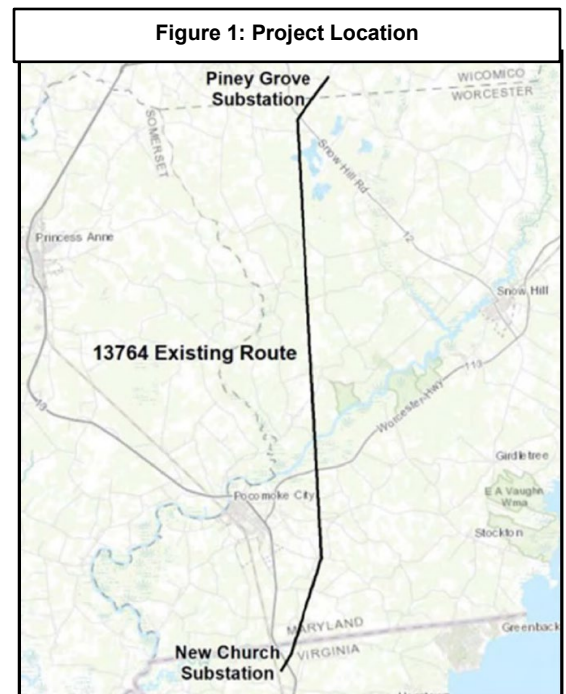 Figure 1: Project Location
Piney Grove
Substation
WICOMICO
WORCESTER
SOMERSET
Snow Hill Rd
12
Princess Anne
Snow Hill
13764 Existing Route
113
Worcester Hwy
13
Girdletree
Pocomoke City
E A Vaughn
Wma
Stockton
MARYLAND
Greenback
New Church
Substation
VIRGINIA